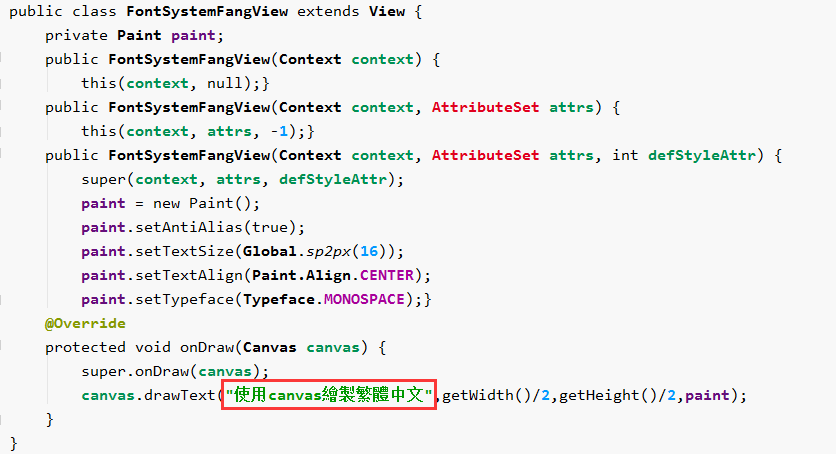 public class FontSystemFangView extends View {
    private Paint paint;
    public FontSystemFangView(Context context) {
        this(context, null);}
    public FontSystemFangView(Context context, AttributeSet attrs) {
        this(context, attrs, -1);}
    public FontSystemFangView(Context context, AttributeSet attrs, int defStyleAttr) {
        super(context, attrs, defStyleAttr);
        paint = new Paint();
        paint.setAntiAlias(true);
        paint.setTextSize(Global.sp2px(16));
        paint.setTextAlign(Paint.Align.CENTER);
        paint.setTypeface(Typeface.MONOSPACE);}
    @Override
    protected void onDraw(Canvas canvas) {
        super.onDraw(canvas);
        canvas.drawText("使用canvas繪製繁體中文",getWidth()/2,getHeight()/2,paint);
    }
}